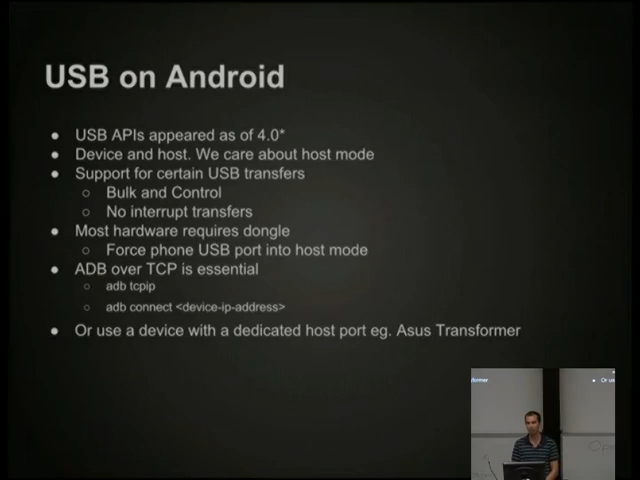 USB on Android
● USB APIs appeared as of 4.0*
● Device and host. We care about host mode
● Support for certain USB transfers
○ Bulk and Control
○ No interrupt transfers
● Most hardware requires dongle
○ Force phone USB port into host mode
● ADB over TCP is essential
○ adb tcpip
○ adb connect <device-ip-address>
● Or use a device with a dedicated host port eg. Asus Transformer